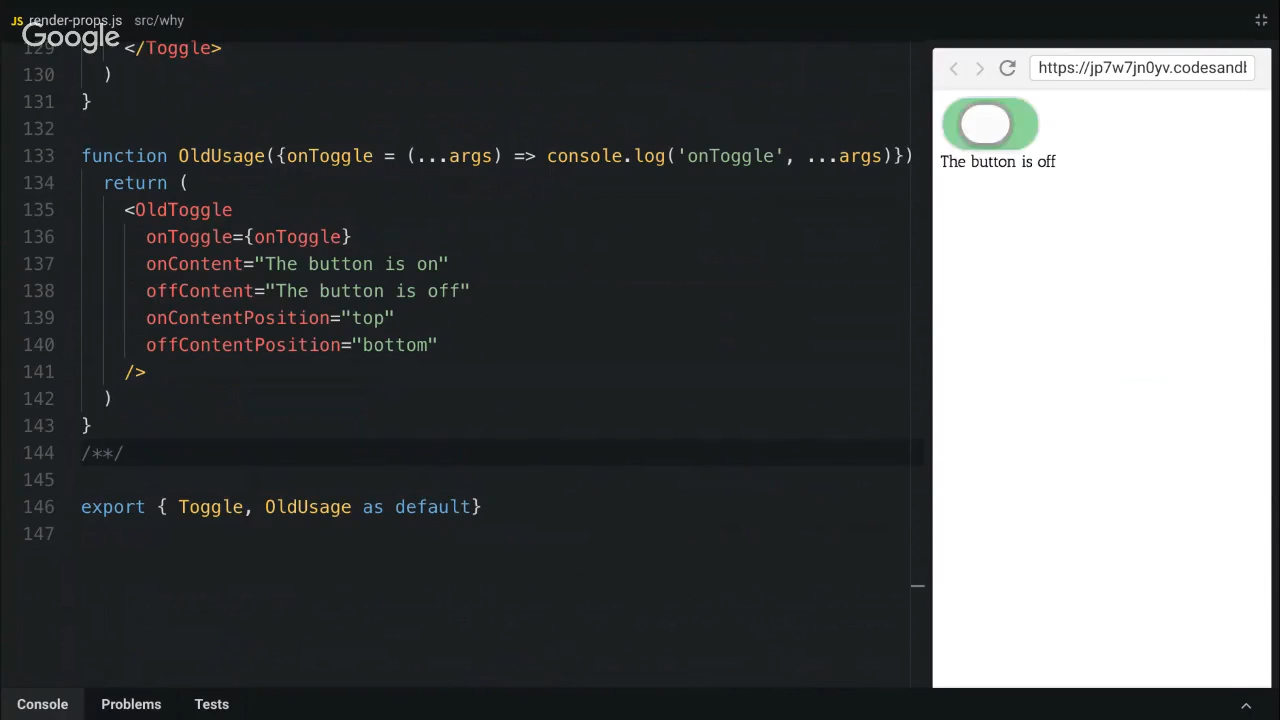 JS render-props.js src/why
Google
129 </Toggle>
130 )
131 }
132
133 function OldUsage({onToggle = (...args) => console.log('onToggle', ...args)})
134 return (
135 <OldToggle
136 onToggle={onToggle}
137 onContent="The button is on"
138 offContent="The button is off"
139 onContentPosition="top"
140 offContentPosition="bottom"
141 />
142 )
143 }
144 /**/
145
146 export { Toggle, OldUsage as default}
147
https://jp7w7jn0yv.codesandb
The button is off
Console Problems Tests